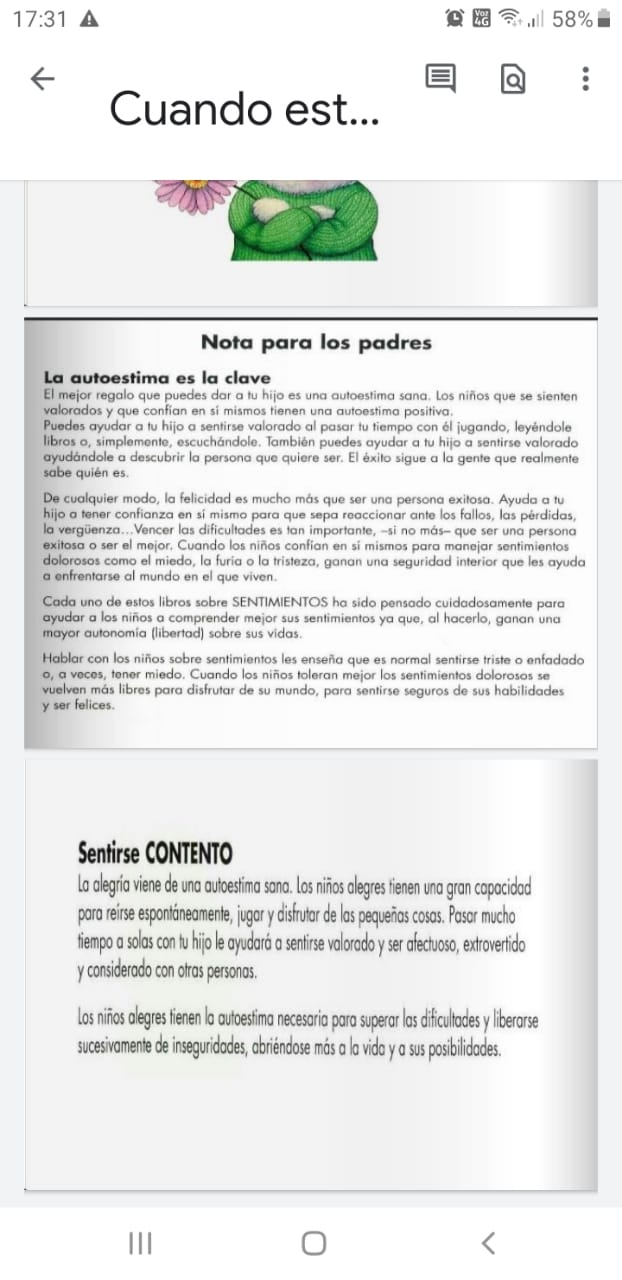 17:31
Voz 4G
58%
Cuando est...
Nota para los padres
La autoestima es la clave
El mejor regalo que puedes dar a tu hijo es una autoestima sana. Los niños que se sienten
valorados y que confían en sí mismos tienen una autoestima positiva.
Puedes ayudar a tu hijo a sentirse valorado al pasar tu tiempo con él jugando, leyéndole
libros o, simplemente, escuchándole. También puedes ayudar a tu hijo a sentirse valorado
ayudándole a descubrir la persona que quiere ser. El éxito sigue a la gente que realmente
sabe quién es.
De cualquier modo, la felicidad es mucho más que ser una persona exitosa. Ayuda a tu
hijo a tener confianza en sí mismo para que sepa reaccionar ante los fallos, las pérdidas,
la vergüenza...Vencer las dificultades es tan importante, –si no más– que ser una persona
exitosa o ser el mejor. Cuando los niños confían en sí mismos para manejar sentimientos
dolorosos como el miedo, la furia o la tristeza, ganan una seguridad interior que les ayuda
a enfrentarse al mundo en el que viven.
Cada uno de estos libros sobre SENTIMIENTOS ha sido pensado cuidadosamente para
ayudar a los niños a comprender mejor sus sentimientos ya que, al hacerlo, ganan una
mayor autonomía (libertad) sobre sus vidas.
Hablar con los niños sobre sentimientos les enseña que es normal sentirse triste o enfadado
o, a veces, tener miedo. Cuando los niños toleran mejor los sentimientos dolorosos se
vuelven más libres para disfrutar de su mundo, para sentirse seguros de sus habilidades
y ser felices.
Sentirse CONTENTO
La alegría viene de una autoestima sana. Los niños alegres tienen una gran capacidad
para reírse espontáneamente, jugar y disfrutar de las pequeñas cosas. Pasar mucho
tiempo a solas con tu hijo le ayudará a sentirse valorado y ser afectuoso, extrovertido
y considerado con otras personas.
Los niños alegres tienen la autoestima necesaria para superar las dificultades y liberarse
sucesivamente de inseguridades, abriéndose más a la vida y a sus posibilidades.